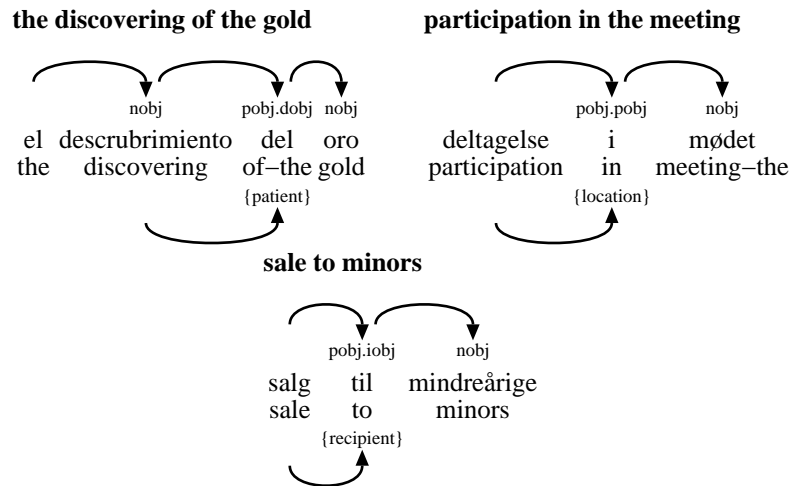 the discovering of the gold
nobj pobj.dobj nobj
el descrubrimiento del oro
the discovering of–the gold
{patient}
participation in the meeting
pobj.pobj nobj
deltagelse i mødet
participation in meeting–the
{location}
sale to minors
pobj.iobj nobj
salg til mindreårige
sale to minors
{recipient}